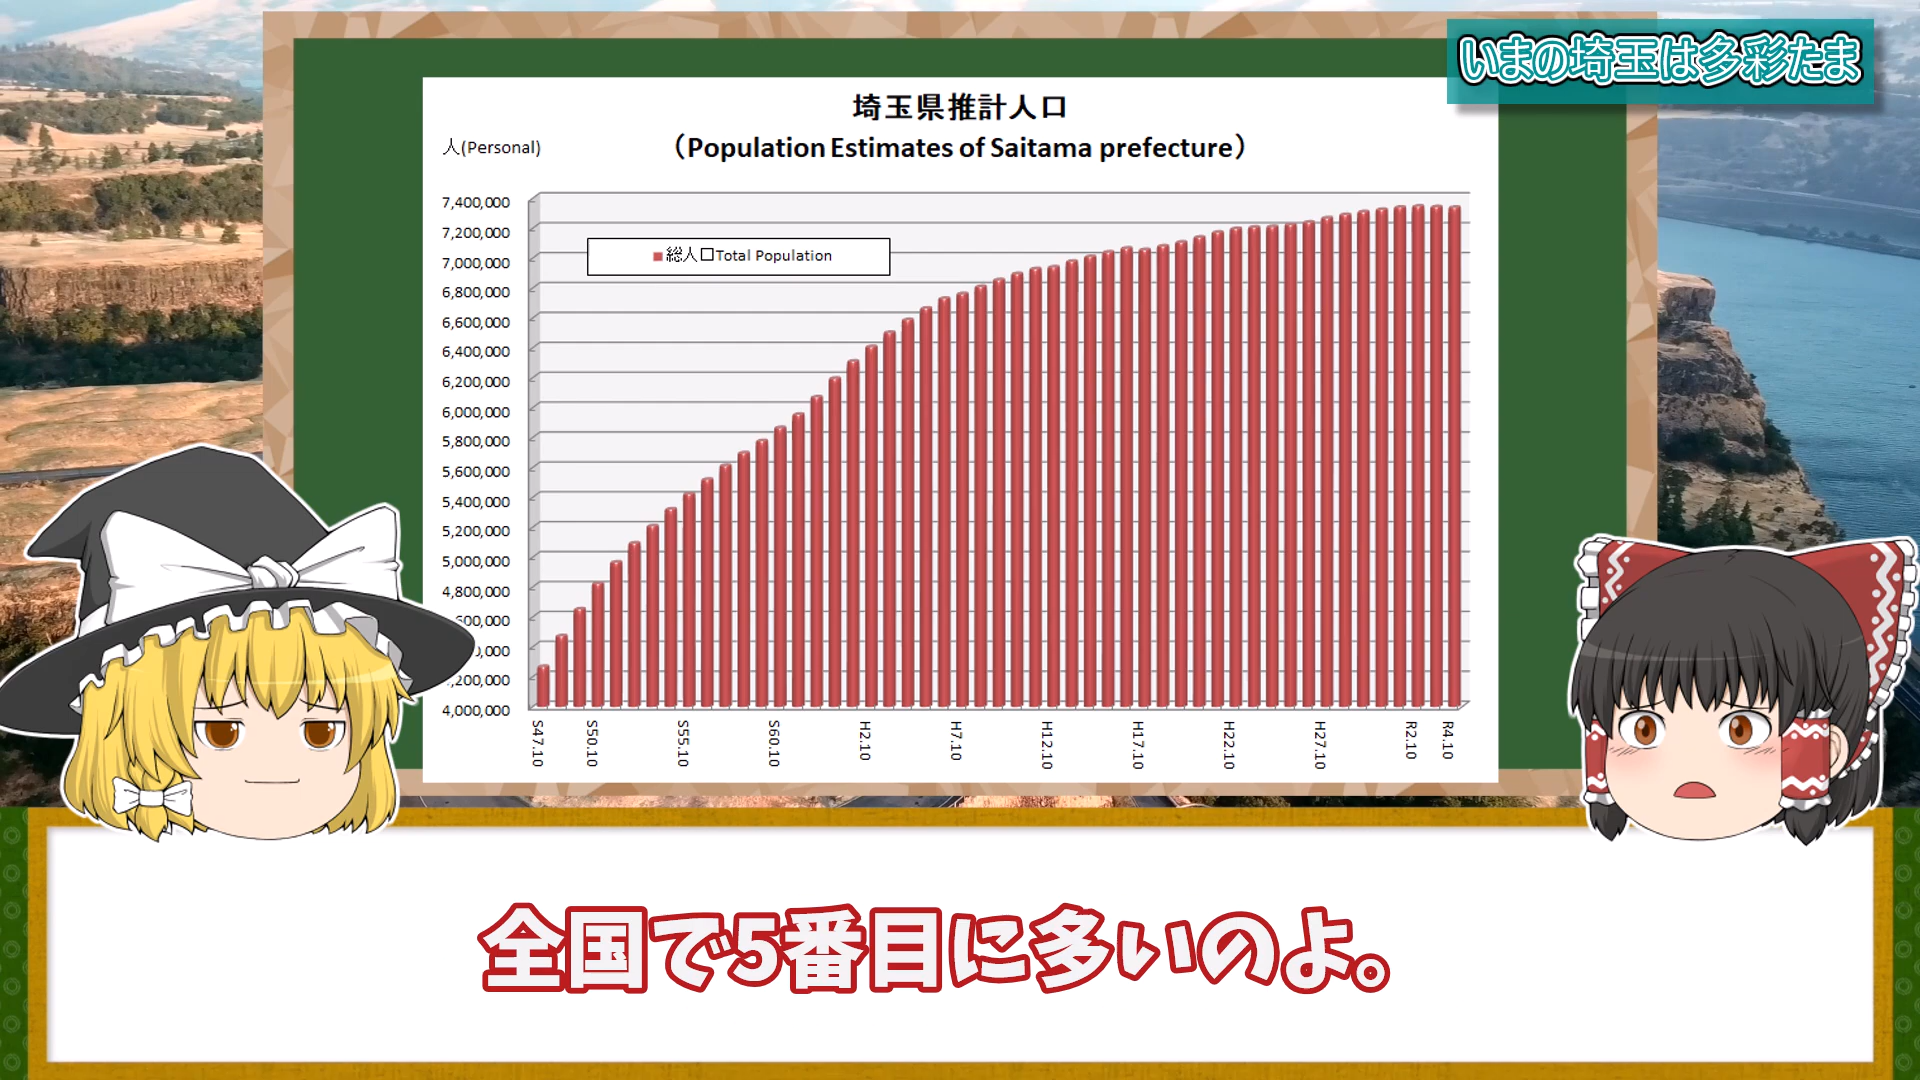 いまの埼玉は多彩たま
埼玉県推計人口
（Population Estimates of Saitama prefecture）
人(Personal)
7,400,000
7,200,000
7,000,000
6,800,000
6,600,000
6,400,000
6,200,000
6,000,000
5,800,000
5,600,000
5,400,000
5,200,000
5,000,000
4,800,000
600,000
,000
,200,000
4,000,000
総人口Total Population
S47.10
S50.10
S55.10
S60.10
H2.10
H7.10
H12.10
H17.10
H22.10
H27.10
R2.10
R4.10
全国で5番目に多いのよ。